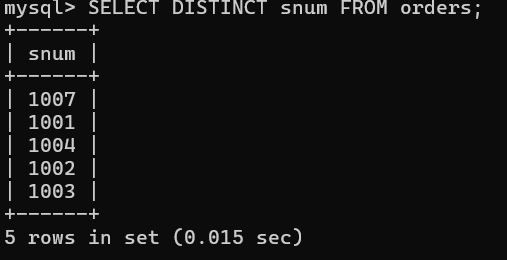 mysql> SELECT DISTINCT snum FROM orders;
+------+
| snum |
+------+
| 1007 |
| 1001 |
| 1004 |
| 1002 |
| 1003 |
+------+
5 rows in set (0.015 sec)